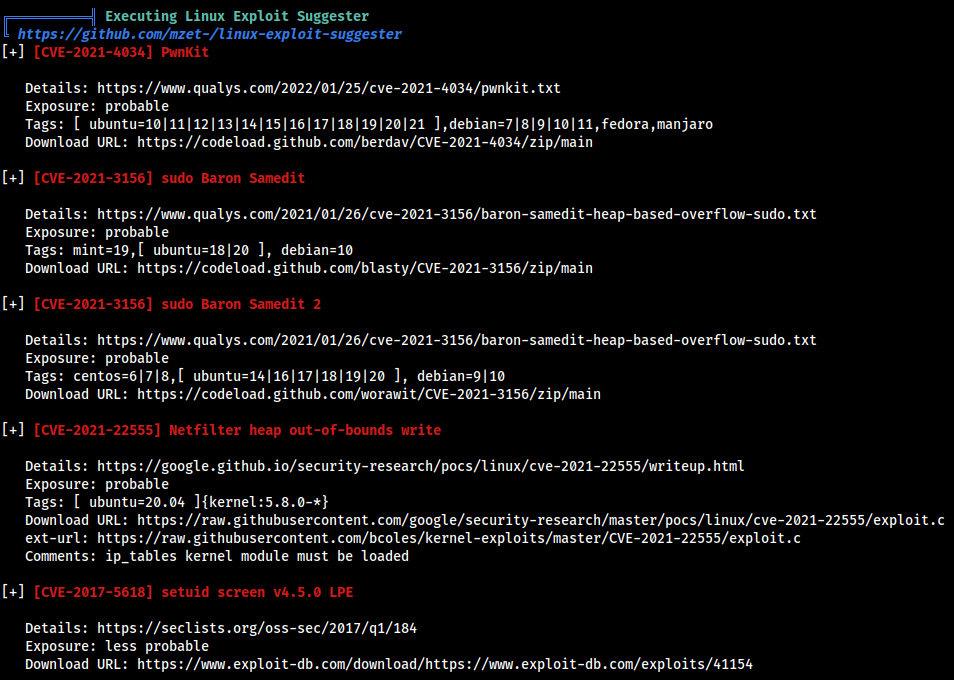 Executing Linux Exploit Suggester
https://github.com/mzet-/linux-exploit-suggester
[+] [CVE-2021-4034] PwnKit
Details: https://www.qualys.com/2022/01/25/cve-2021-4034/pwnkit.txt
Exposure: probable
Tags: [ ubuntu=10|11|12|13|14|15|16|17|18|19|20|21 ],debian=7|8|9|10|11,fedora,manjaro
Download URL: https://codeload.github.com/berdav/CVE-2021-4034/zip/main
[+] [CVE-2021-3156] sudo Baron Samedit
Details: https://www.qualys.com/2021/01/26/cve-2021-3156/baron-samedit-heap-based-overflow-sudo.txt
Exposure: probable
Tags: mint=19,[ ubuntu=18|20 ], debian=10
Download URL: https://codeload.github.com/blasty/CVE-2021-3156/zip/main
[+] [CVE-2021-3156] sudo Baron Samedit 2
Details: https://www.qualys.com/2021/01/26/cve-2021-3156/baron-samedit-heap-based-overflow-sudo.txt
Exposure: probable
Tags: centos=6|7|8,[ ubuntu=14|16|17|18|19|20 ], debian=9|10
Download URL: https://codeload.github.com/worawit/CVE-2021-3156/zip/main
[+] [CVE-2021-22555] Netfilter heap out-of-bounds write
Details: https://google.github.io/security-research/pocs/linux/cve-2021-22555/writeup.html
Exposure: probable
Tags: [ ubuntu=20.04 ]{kernel:5.8.0-*}
Download URL: https://raw.githubusercontent.com/google/security-research/master/pocs/linux/cve-2021-22555/exploit.c
ext-url: https://raw.githubusercontent.com/bcoles/kernel-exploits/master/CVE-2021-22555/exploit.c
Comments: ip_tables kernel module must be loaded
[+] [CVE-2017-5618] setuid screen v4.5.0 LPE
Details: https://seclists.org/oss-sec/2017/q1/184
Exposure: less probable
Download URL: https://www.exploit-db.com/download/https://www.exploit-db.com/exploits/41154